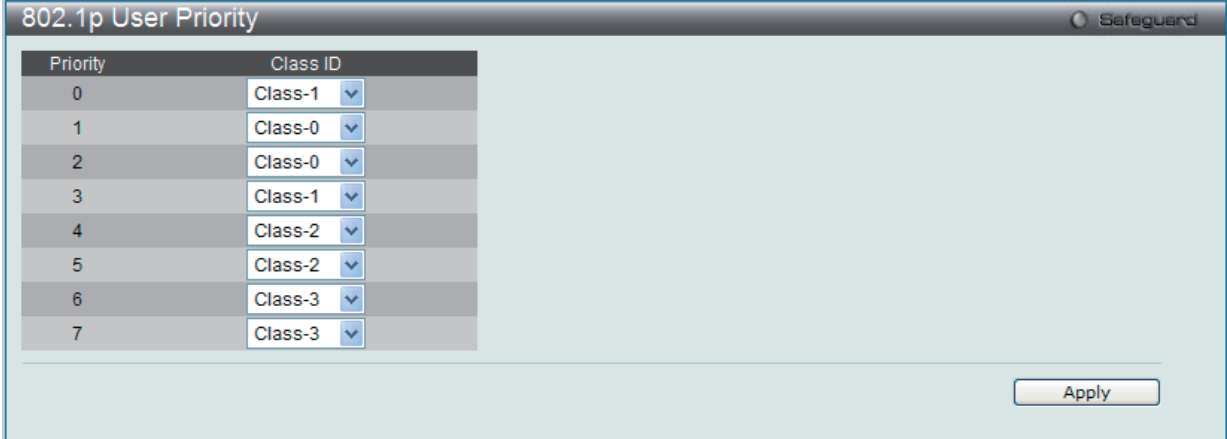 802.1p User Priority Safeguard
Priority Class ID
0 Class-1
1 Class-0
2 Class-0
3 Class-1
4 Class-2
5 Class-2
6 Class-3
7 Class-3
Apply